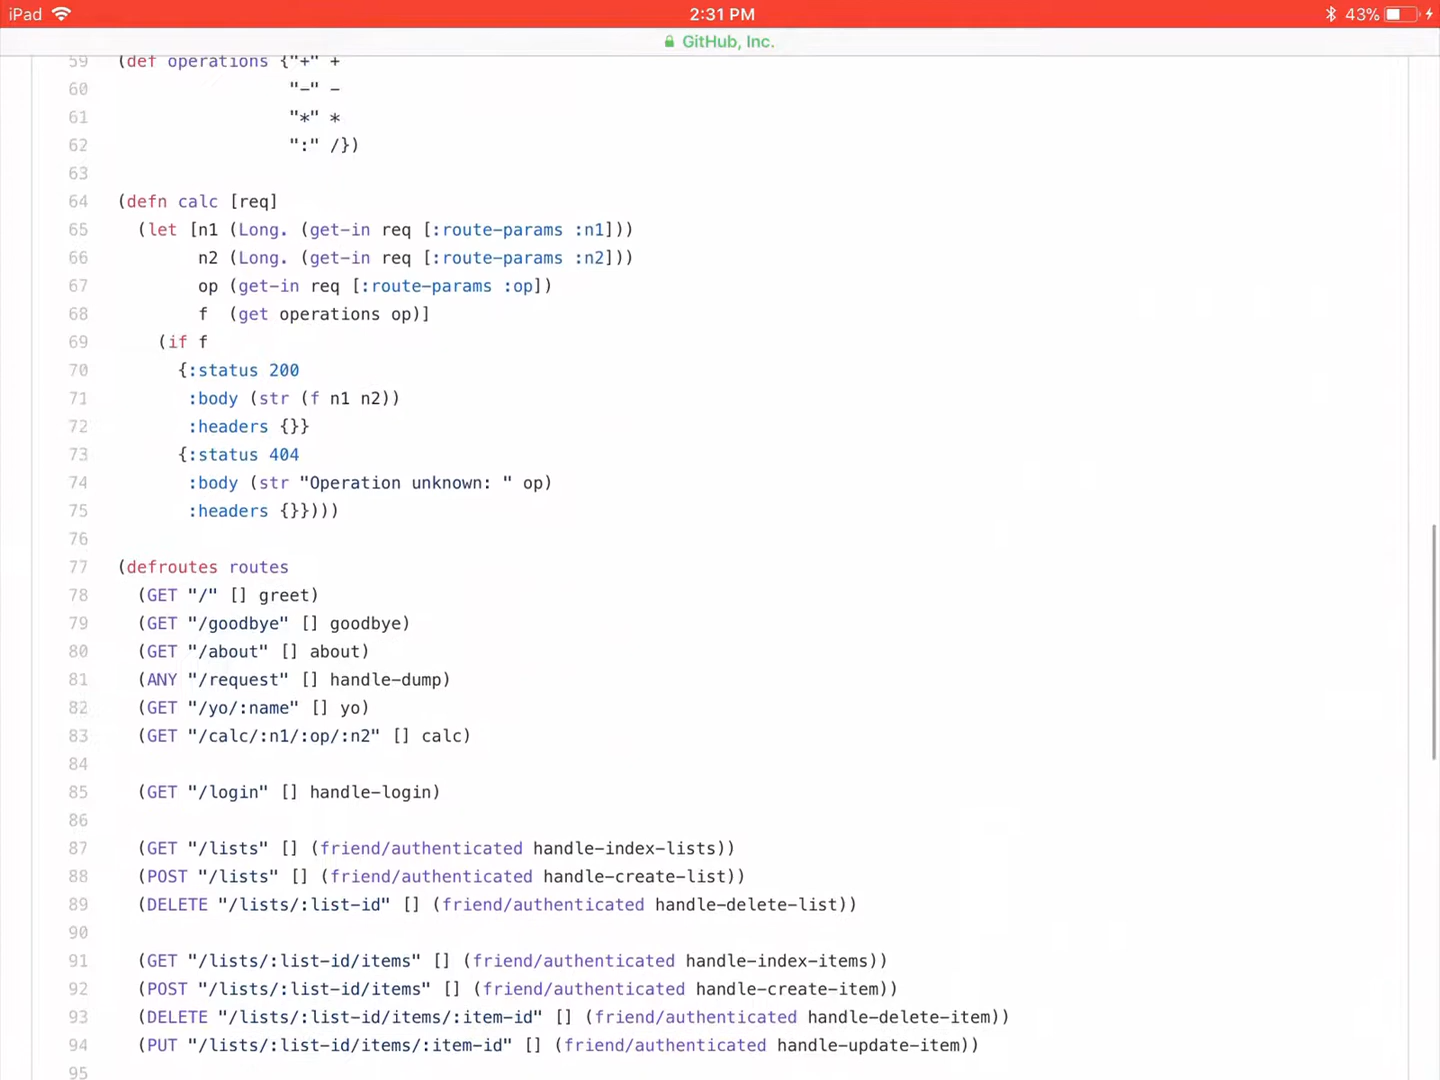 iPad 2:31 PM 43%
GitHub, Inc.
59 (def operations {"+" +
60 "-" -
61 "*" *
62 ":" /})
63
64 (defn calc [req]
65 (let [n1 (Long. (get-in req [:route-params :n1]))
66 n2 (Long. (get-in req [:route-params :n2]))
67 op (get-in req [:route-params :op])
68 f (get operations op)]
69 (if f
70 {:status 200
71 :body (str (f n1 n2))
72 :headers {}}
73 {:status 404
74 :body (str "Operation unknown: " op)
75 :headers {}})))
76
77 (defroutes routes
78 (GET "/" [] greet)
79 (GET "/goodbye" [] goodbye)
80 (GET "/about" [] about)
81 (ANY "/request" [] handle-dump)
82 (GET "/yo/:name" [] yo)
83 (GET "/calc/:n1/:op/:n2" [] calc)
84
85 (GET "/login" [] handle-login)
86
87 (GET "/lists" [] (friend/authenticated handle-index-lists))
88 (POST "/lists" [] (friend/authenticated handle-create-list))
89 (DELETE "/lists/:list-id" [] (friend/authenticated handle-delete-list))
90
91 (GET "/lists/:list-id/items" [] (friend/authenticated handle-index-items))
92 (POST "/lists/:list-id/items" [] (friend/authenticated handle-create-item))
93 (DELETE "/lists/:list-id/items/:item-id" [] (friend/authenticated handle-delete-item))
94 (PUT "/lists/:list-id/items/:item-id" [] (friend/authenticated handle-update-item))
95